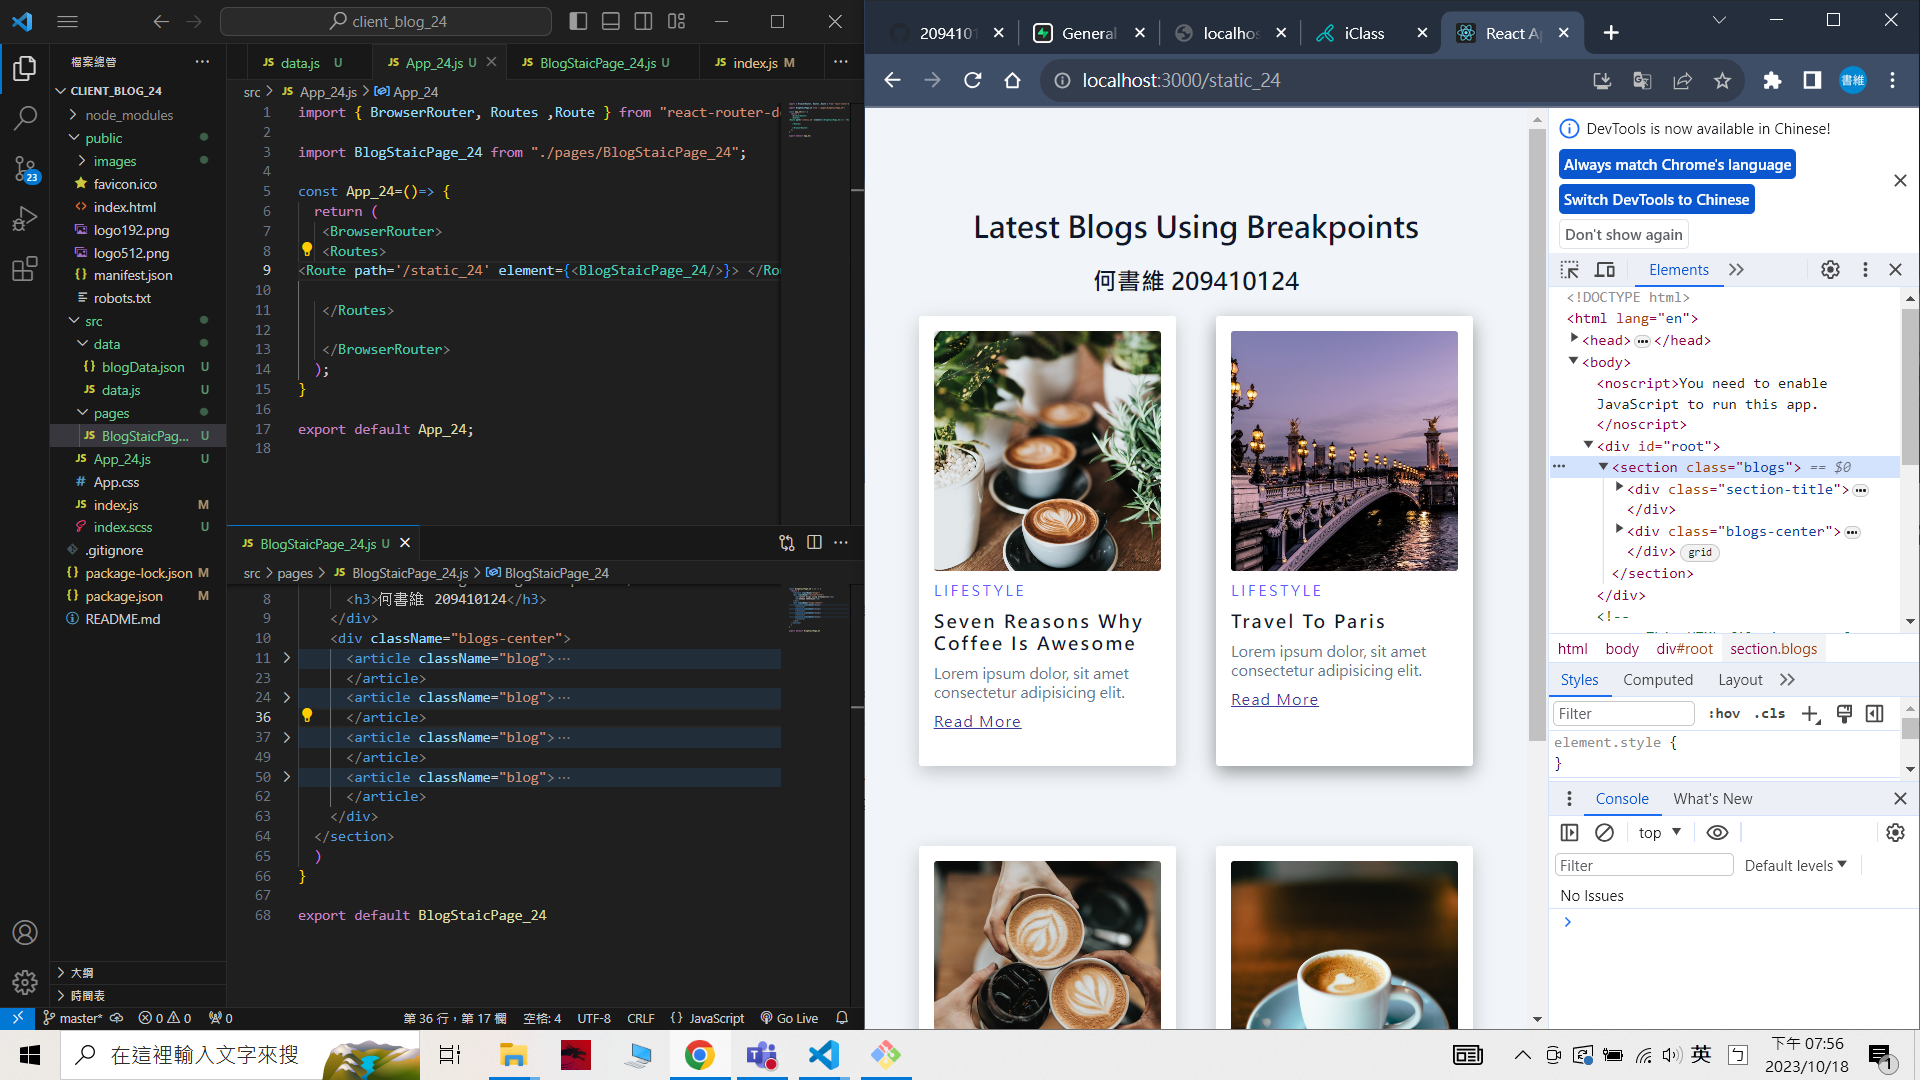 client_blog_24
檔案總管
CLIENT_BLOG_24
node_modules
public
images
favicon.ico
index.html
logo192.png
logo512.png
manifest.json
robots.txt
src
data
blogData.json U
data.js U
pages
BlogStaicPag... U
App_24.js U
App.css
index.js M
index.scss U
.gitignore
package-lock.json M
package.json M
README.md
大綱
時間表
23
data.js U
App_24.js U
BlogStaicPage_24.js U
index.js M
src > App_24.js > App_24
1 import { BrowserRouter, Routes ,Route } from "react-router-d
2
3 import BlogStaicPage_24 from "./pages/BlogStaicPage_24";
4
5 const App_24=()=> {
6 return (
7 <BrowserRouter>
8 <Routes>
9 <Route path='/static_24' element={<BlogStaicPage_24/>}> </Rou
10
11 </Routes>
12
13 </BrowserRouter>
14 );
15 }
16
17 export default App_24;
18
BlogStaicPage_24.js U
src > pages > BlogStaicPage_24.js > BlogStaicPage_24
8 <h3>何書維 209410124</h3>
9 </div>
10 <div className="blogs-center">
11 <article className="blog">...
23 </article>
24 <article className="blog">...
36 </article>
37 <article className="blog">...
49 </article>
50 <article className="blog">...
62 </article>
63 </div>
64 </section>
65 )
66 }
67
68 export default BlogStaicPage_24
master* 0 0 0
第 36 行，第 17 欄 空格: 4 UTF-8 CRLF { } JavaScript Go Live
209410
General
localhos
iClass
React Ap
localhost:3000/static_24
書維
Latest Blogs Using Breakpoints
何書維 209410124
LIFESTYLE
Seven Reasons Why
Coffee Is Awesome
Lorem ipsum dolor, sit amet
consectetur adipisicing elit.
Read More
LIFESTYLE
Travel To Paris
Lorem ipsum dolor, sit amet
consectetur adipisicing elit.
Read More
DevTools is now available in Chinese!
Always match Chrome's language
Switch DevTools to Chinese
Don't show again
Elements
<!DOCTYPE html>
<html lang="en">
<head> ... </head>
<body>
<noscript>You need to enable
JavaScript to run this app.
</noscript>
<div id="root">
<section class="blogs"> == $0
<div class="section-title"> ...
</div>
<div class="blogs-center"> ...
</div> grid
</section>
</div>
<!--
html body div#root section.blogs
Styles Computed Layout
Filter :hov .cls
element.style {
}
Console What's New
top
Filter Default levels
No Issues
在這裡輸入文字來搜
英
下午 07:56
2023/10/18
1